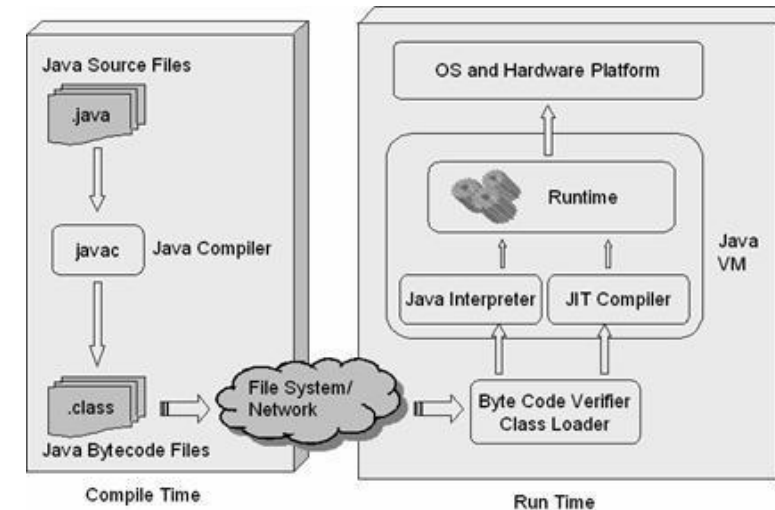 Java Source Files
.java
javac
Java Compiler
.class
Java Bytecode Files
Compile Time
File System/
Network
OS and Hardware Platform
Runtime
Java
VM
Java Interpreter
JIT Compiler
Byte Code Verifier
Class Loader
Run Time